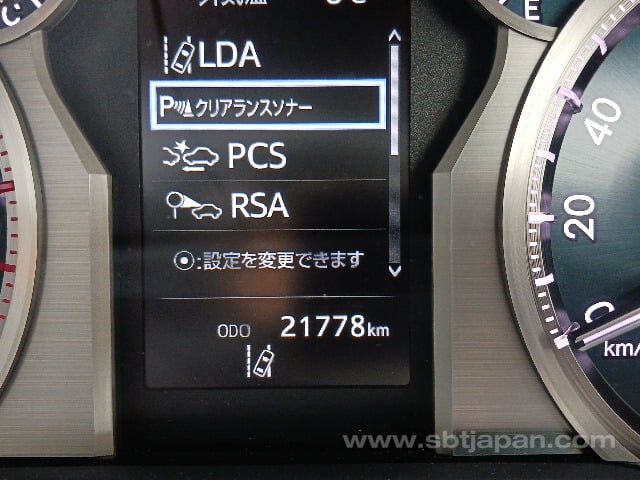 C
E
LDA
P クリアランスソナー
PCS
RSA
:設定を変更できます
ODO 21778km
40
20
0
km/
www.sbtjapan.com